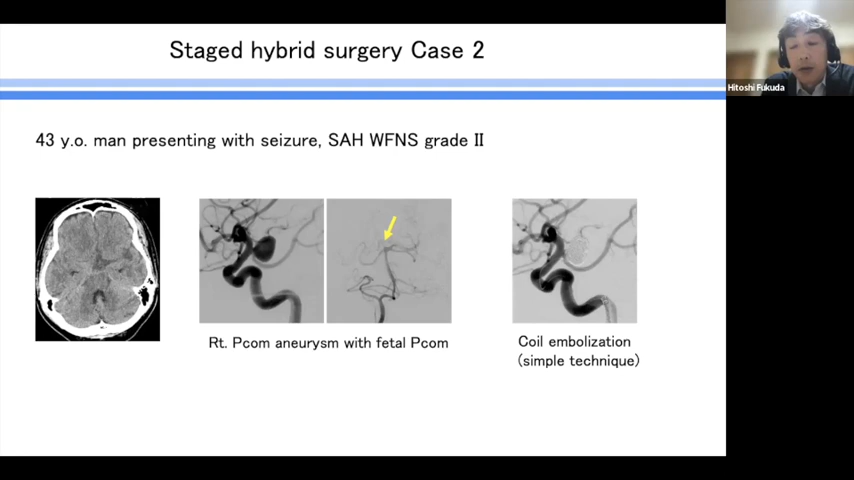 Staged hybrid surgery Case 2
Hitoshi Fukuda
43 y.o. man presenting with seizure, SAH WFNS grade II
Rt. Pcom aneurysm with fetal Pcom
Coil embolization
(simple technique)